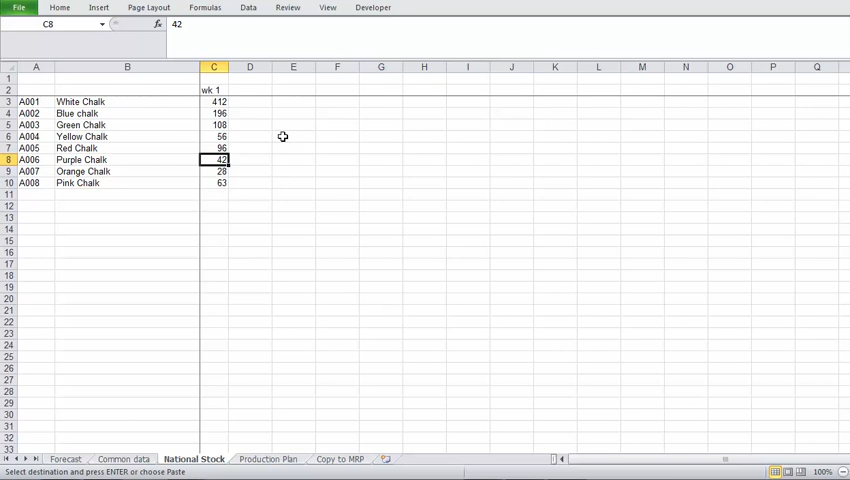 File Home Insert Page Layout Formulas Data Review View Developer
C8 fx 42
A B C D E F G H I J K L M N O P Q
1
2 wk 1
3 A001 White Chalk 412
4 A002 Blue chalk 196
5 A003 Green Chalk 108
6 A004 Yellow Chalk 56
7 A005 Red Chalk 96
8 A006 Purple Chalk 42
9 A007 Orange Chalk 28
10 A008 Pink Chalk 63
11
12
13
14
15
16
17
18
19
20
21
22
23
24
25
26
27
28
29
30
31
32
33
Forecast Common data National Stock Production Plan Copy to MRP
Select destination and press ENTER or choose Paste 100%